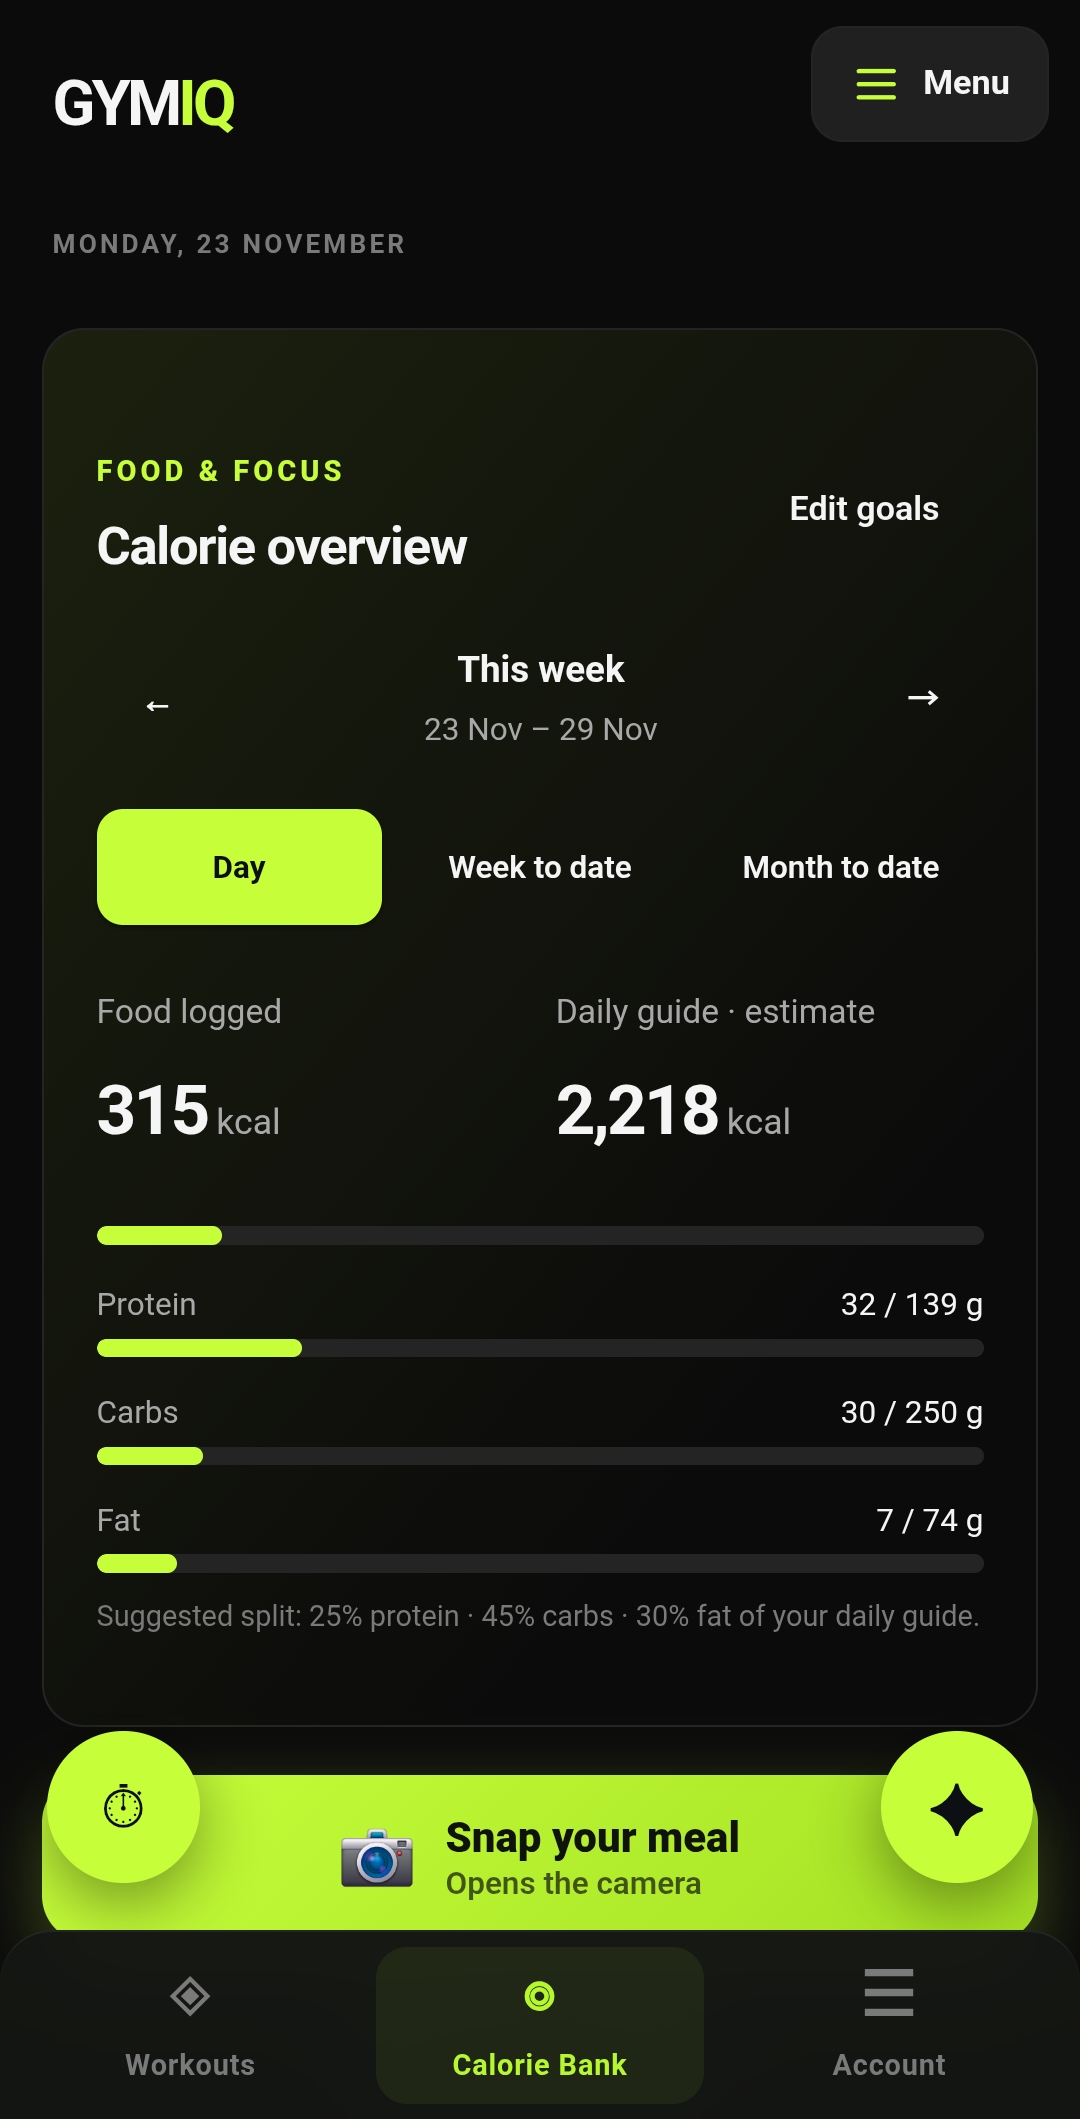 GYMIQ
Menu
MONDAY, 23 NOVEMBER
FOOD & FOCUS
Calorie overview
Edit goals
←
This week
23 Nov – 29 Nov
→
Day
Week to date
Month to date
Food logged
Daily guide · estimate
315 kcal
2,218 kcal
Protein
32 / 139 g
Carbs
30 / 250 g
Fat
7 / 74 g
Suggested split: 25% protein · 45% carbs · 30% fat of your daily guide.
Snap your meal
Opens the camera
Workouts
Calorie Bank
Account